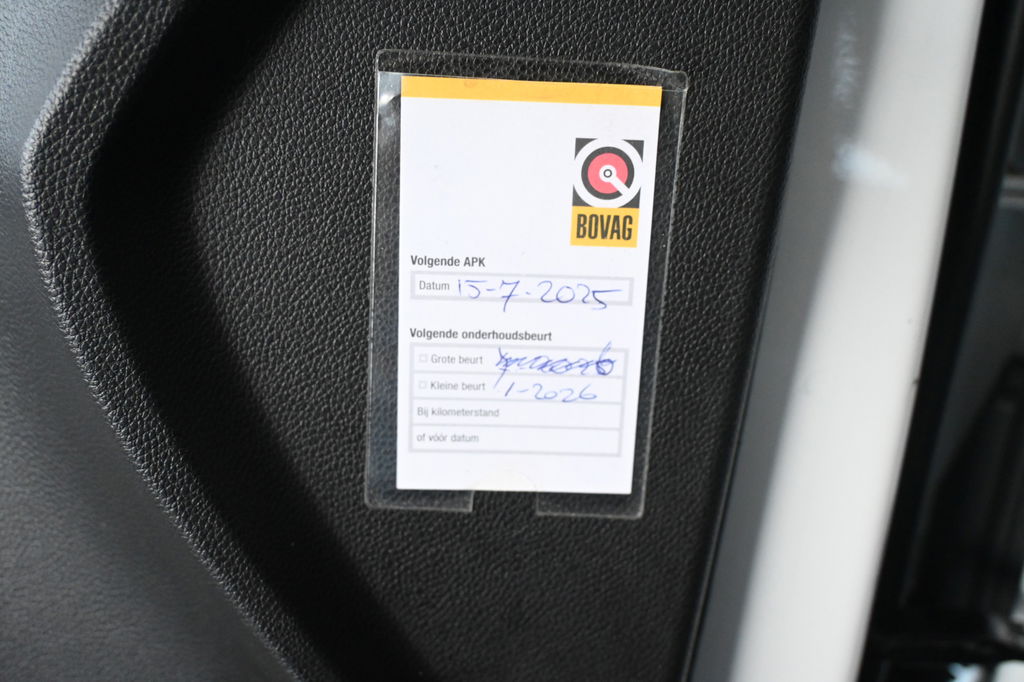 BOVAG
Volgende APK
Datum 15-7-2025
Volgende onderhoudsbeurt
Grote beurt
Kleine beurt 1-2026
Bij kilometerstand
of vóór datum